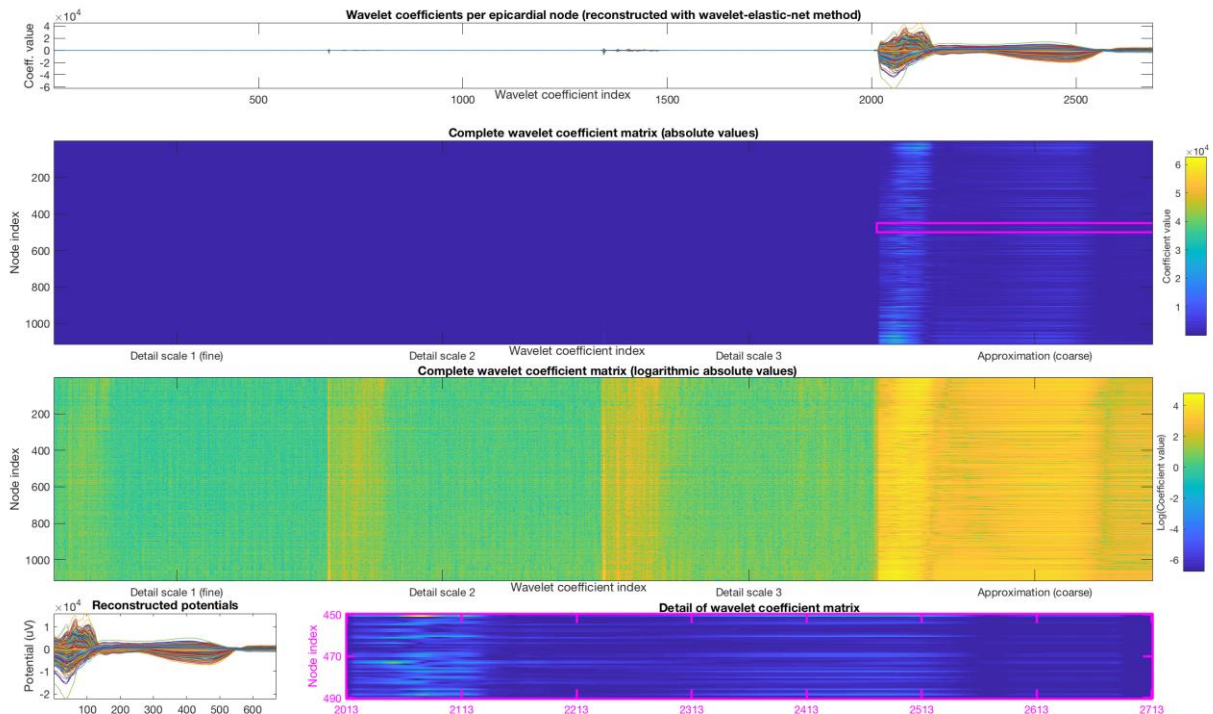 Wavelet coefficients per epicardial node (reconstructed with wavelet-elastic-net method)
×10⁴
4
2
0
-2
-4
-6
Coeff. value
500
1000
1500
2000
2500
Wavelet coefficient index
Complete wavelet coefficient matrix (absolute values)
200
400
600
800
1000
Node index
×10⁴
6
5
4
3
2
1
Coefficient value
Detail scale 1 (fine)
Detail scale 2
Wavelet coefficient index
Detail scale 3
Approximation (coarse)
Complete wavelet coefficient matrix (logarithmic absolute values)
200
400
600
800
1000
Node index
4
2
0
-2
-4
-6
Log(Coefficient value)
Detail scale 1 (fine)
Detail scale 2
Wavelet coefficient index
Detail scale 3
Approximation (coarse)
Reconstructed potentials
×10⁴
1
0
-1
-2
Potential (uV)
100
200
300
400
500
600
Detail of wavelet coefficient matrix
450
470
490
Node index
2013
2113
2213
2313
2413
2513
2613
2713